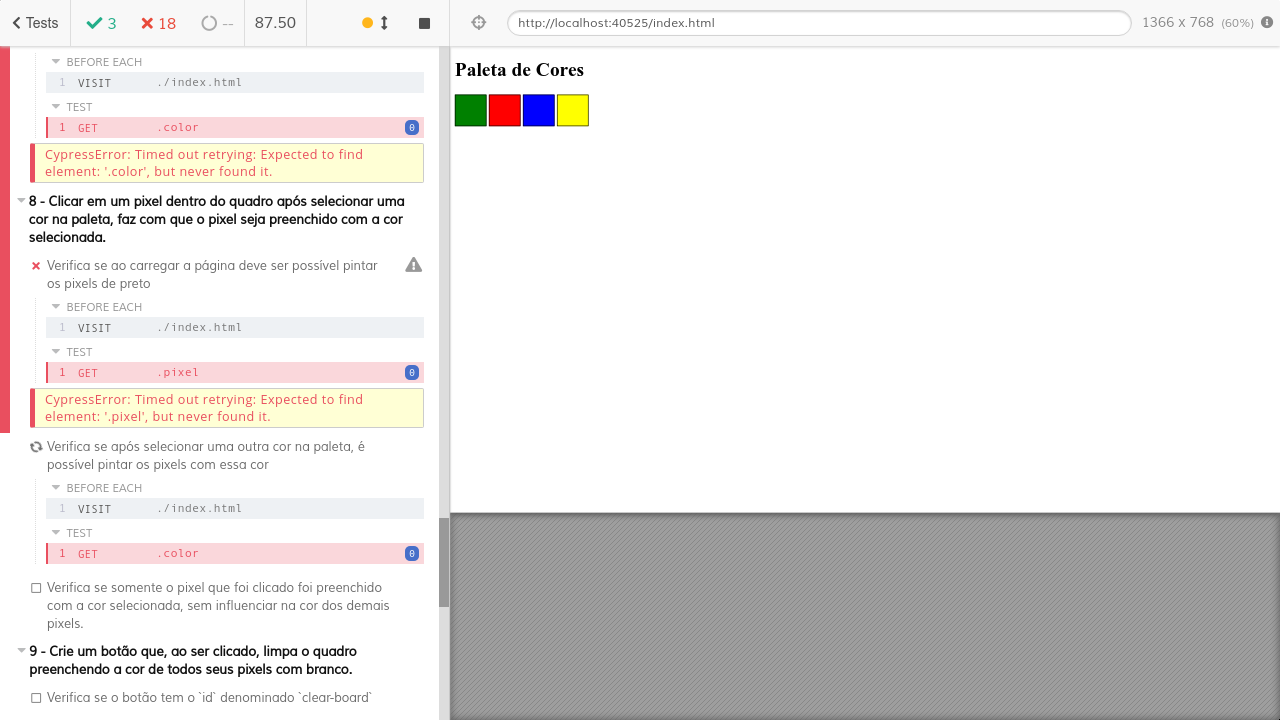 Tests 3 18 -- 87.50
http://localhost:40525/index.html 1366 x 768 (60%)
BEFORE EACH
1 VISIT ./index.html
TEST
1 GET .color 0
CypressError: Timed out retrying: Expected to find
element: '.color', but never found it.
8 - Clicar em um pixel dentro do quadro após selecionar uma
cor na paleta, faz com que o pixel seja preenchido com a cor
selecionada.
Verifica se ao carregar a página deve ser possível pintar
os pixels de preto
BEFORE EACH
1 VISIT ./index.html
TEST
1 GET .pixel 0
CypressError: Timed out retrying: Expected to find
element: '.pixel', but never found it.
Verifica se após selecionar uma outra cor na paleta, é
possível pintar os pixels com essa cor
BEFORE EACH
1 VISIT ./index.html
TEST
1 GET .color 0
Verifica se somente o pixel que foi clicado foi preenchido
com a cor selecionada, sem influenciar na cor dos demais
pixels.
9 - Crie um botão que, ao ser clicado, limpa o quadro
preenchendo a cor de todos seus pixels com branco.
Verifica se o botão tem o `id` denominado `clear-board`
Paleta de Cores